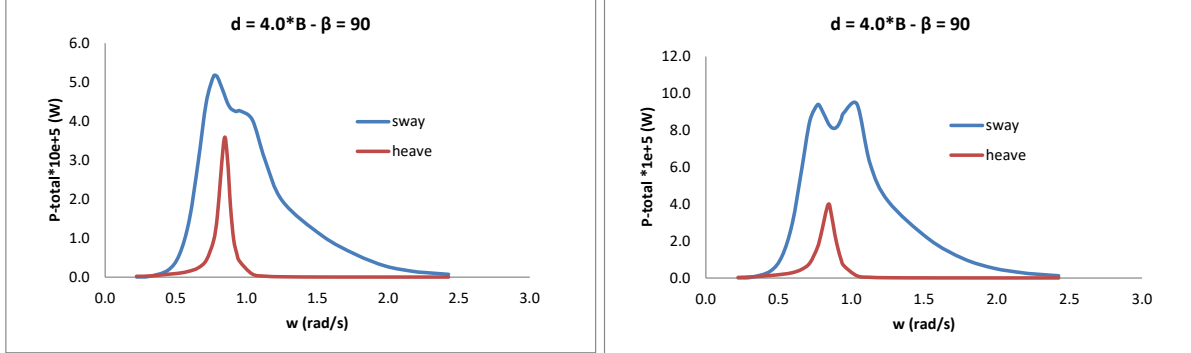 d = 4.0*B - β = 90
6.0
5.0
4.0
3.0
2.0
1.0
0.0
P-total*10e+5 (W)
sway
heave
0.0 0.5 1.0 1.5 2.0 2.5 3.0
w (rad/s)
d = 4.0*B - β = 90
12.0
10.0
8.0
6.0
4.0
2.0
0.0
P-total *1e+5 (W)
sway
heave
0.0 0.5 1.0 1.5 2.0 2.5 3.0
w (rad/s)